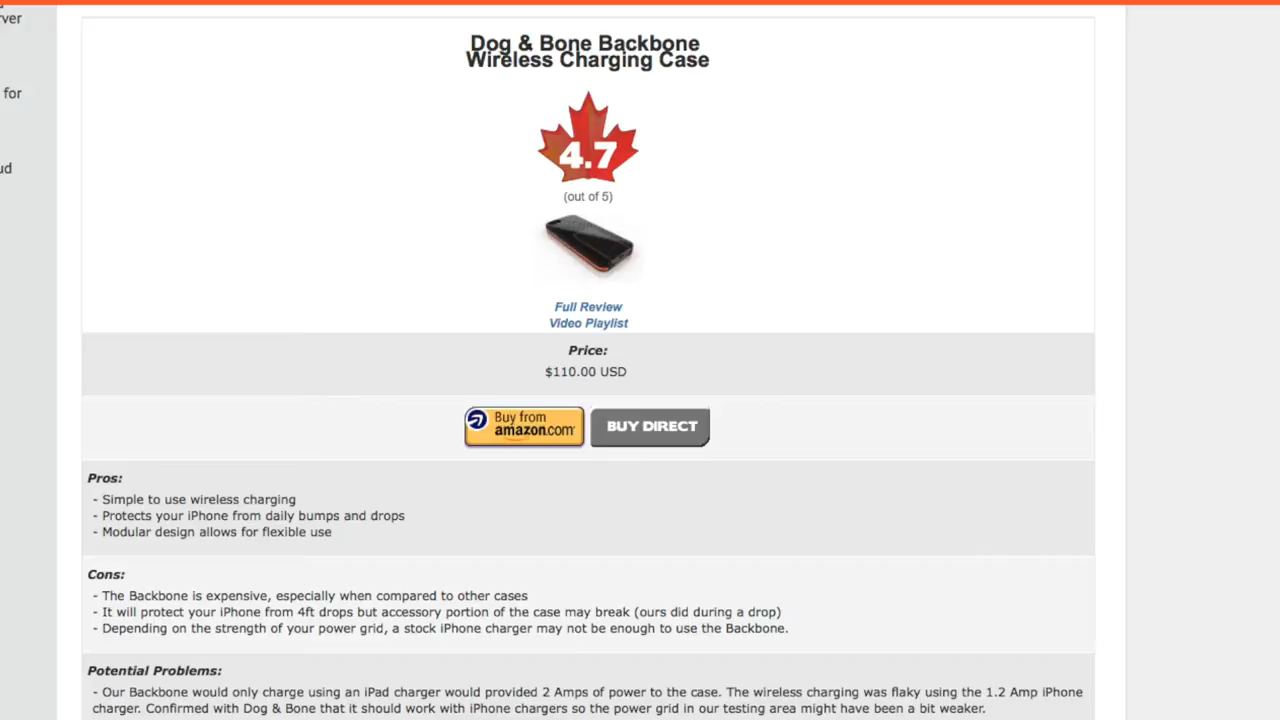 rver
for
ud
Dog & Bone Backbone
Wireless Charging Case
4.7
(out of 5)
Full Review
Video Playlist
Price:
$110.00 USD
Buy from
amazon.com
BUY DIRECT
Pros:
- Simple to use wireless charging
- Protects your iPhone from daily bumps and drops
- Modular design allows for flexible use
Cons:
- The Backbone is expensive, especially when compared to other cases
- It will protect your iPhone from 4ft drops but accessory portion of the case may break (ours did during a drop)
- Depending on the strength of your power grid, a stock iPhone charger may not be enough to use the Backbone.
Potential Problems:
- Our Backbone would only charge using an iPad charger would provided 2 Amps of power to the case. The wireless charging was flaky using the 1.2 Amp iPhone
charger. Confirmed with Dog & Bone that it should work with iPhone chargers so the power grid in our testing area might have been a bit weaker.